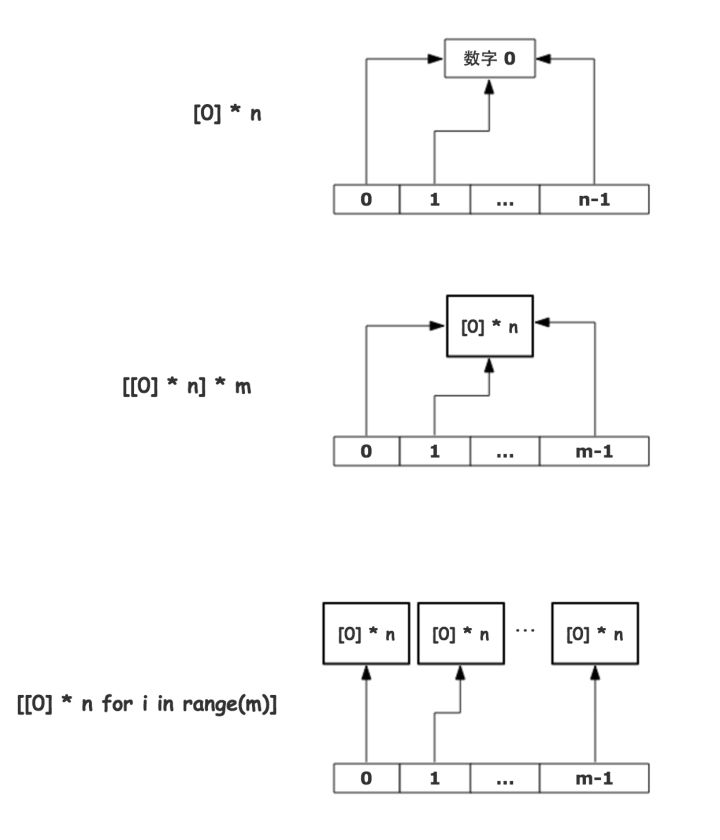 数字 0
[0] * n
0 1 ... n-1
[0] * n
[[0] * n] * m
0 1 ... m-1
[0] * n [0] * n ... [0] * n
[[0] * n for i in range(m)]
0 1 ... m-1